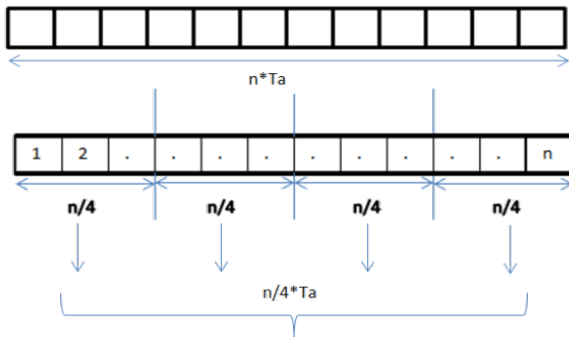 n*Ta
1 2 . . . . . . . . . n
n/4 n/4 n/4 n/4
n/4*Ta